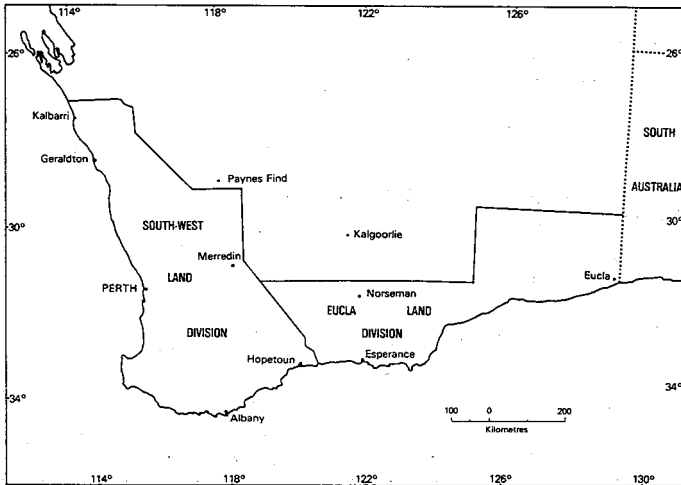 114°
118°
122°
126°
26°
26°
Kalbarri
SOUTH
Geraldton
Paynes Find
AUSTRALIA
30°
SOUTH-WEST
30°
Kalgoorlie
Merredin
LAND
Eucla
PERTH
Norseman
EUCLA LAND
DIVISION
DIVISION
Hopetoun
Esperance
34°
34°
Albany
100 0 200
Kilometres
114°
118°
122°
126°
130°